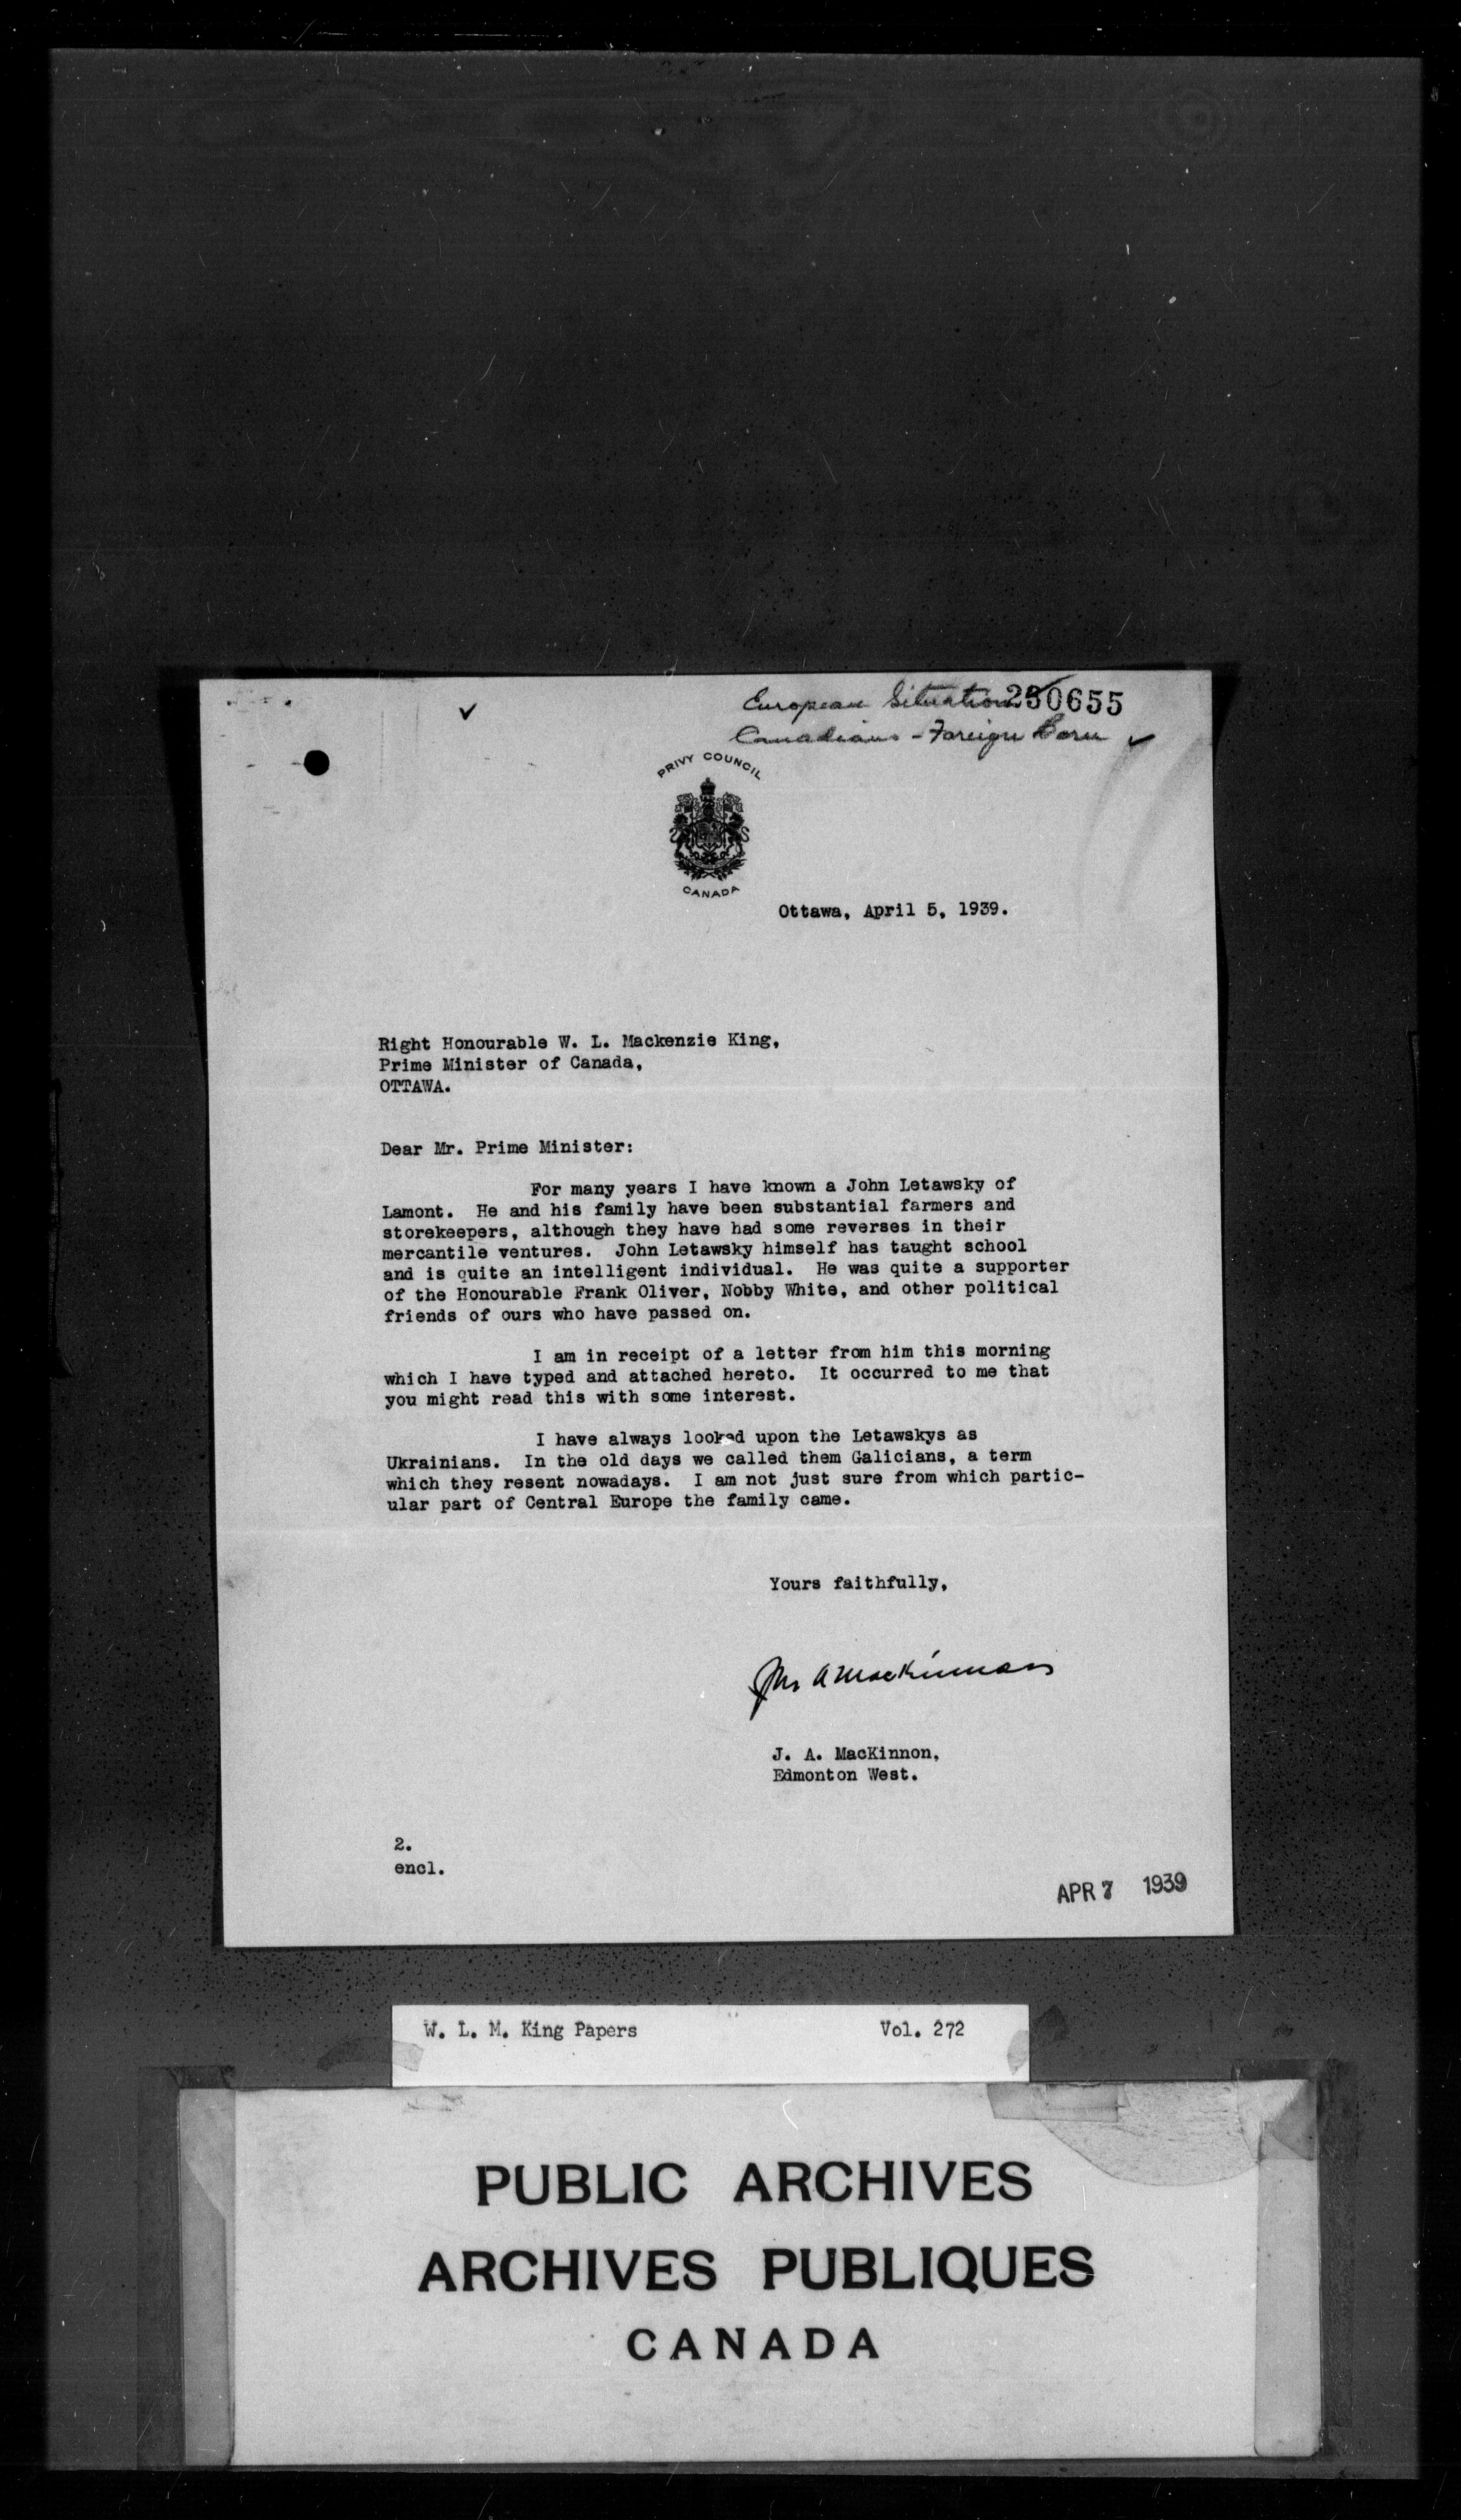 European Situation 230655
Canadians - Foreign Born
PRIVY COUNCIL
CANADA
Ottawa, April 5, 1939.
Right Honourable W. L. Mackenzie King,
Prime Minister of Canada,
OTTAWA.
Dear Mr. Prime Minister:
For many years I have known a John Letawsky of
Lamont. He and his family have been substantial farmers and
storekeepers, although they have had some reverses in their
mercantile ventures. John Letawsky himself has taught school
and is quite an intelligent individual. He was quite a supporter
of the Honourable Frank Oliver, Nobby White, and other political
friends of ours who have passed on.
I am in receipt of a letter from him this morning
which I have typed and attached hereto. It occurred to me that
you might read this with some interest.
I have always looked upon the Letawskys as
Ukrainians. In the old days we called them Galicians, a term
which they resent nowadays. I am not just sure from which partic-
ular part of Central Europe the family came.
Yours faithfully,
Jas A MacKinnon
J. A. MacKinnon,
Edmonton West.
2.
encl.
APR 7 1939
W. L. M. King Papers Vol. 272
PUBLIC ARCHIVES
ARCHIVES PUBLIQUES
CANADA